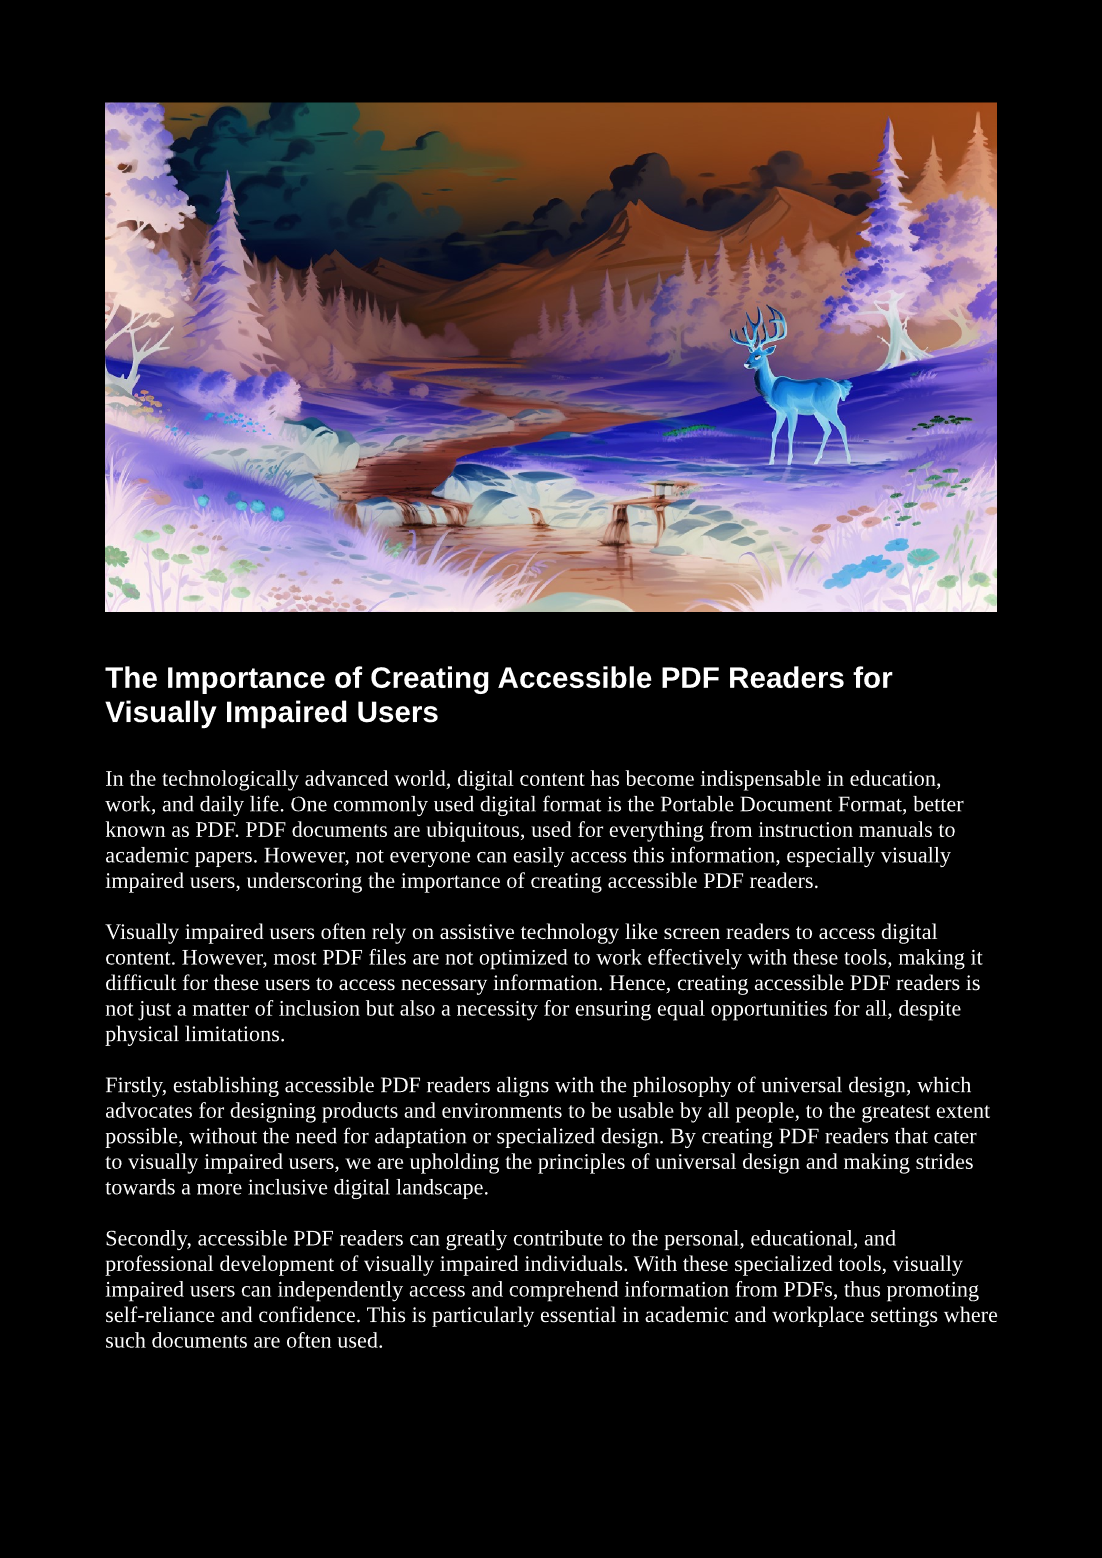 The Importance of Creating Accessible PDF Readers for
Visually Impaired Users
In the technologically advanced world, digital content has become indispensable in education,
work, and daily life. One commonly used digital format is the Portable Document Format, better
known as PDF. PDF documents are ubiquitous, used for everything from instruction manuals to
academic papers. However, not everyone can easily access this information, especially visually
impaired users, underscoring the importance of creating accessible PDF readers.
Visually impaired users often rely on assistive technology like screen readers to access digital
content. However, most PDF files are not optimized to work effectively with these tools, making it
difficult for these users to access necessary information. Hence, creating accessible PDF readers is
not just a matter of inclusion but also a necessity for ensuring equal opportunities for all, despite
physical limitations.
Firstly, establishing accessible PDF readers aligns with the philosophy of universal design, which
advocates for designing products and environments to be usable by all people, to the greatest extent
possible, without the need for adaptation or specialized design. By creating PDF readers that cater
to visually impaired users, we are upholding the principles of universal design and making strides
towards a more inclusive digital landscape.
Secondly, accessible PDF readers can greatly contribute to the personal, educational, and
professional development of visually impaired individuals. With these specialized tools, visually
impaired users can independently access and comprehend information from PDFs, thus promoting
self-reliance and confidence. This is particularly essential in academic and workplace settings where
such documents are often used.